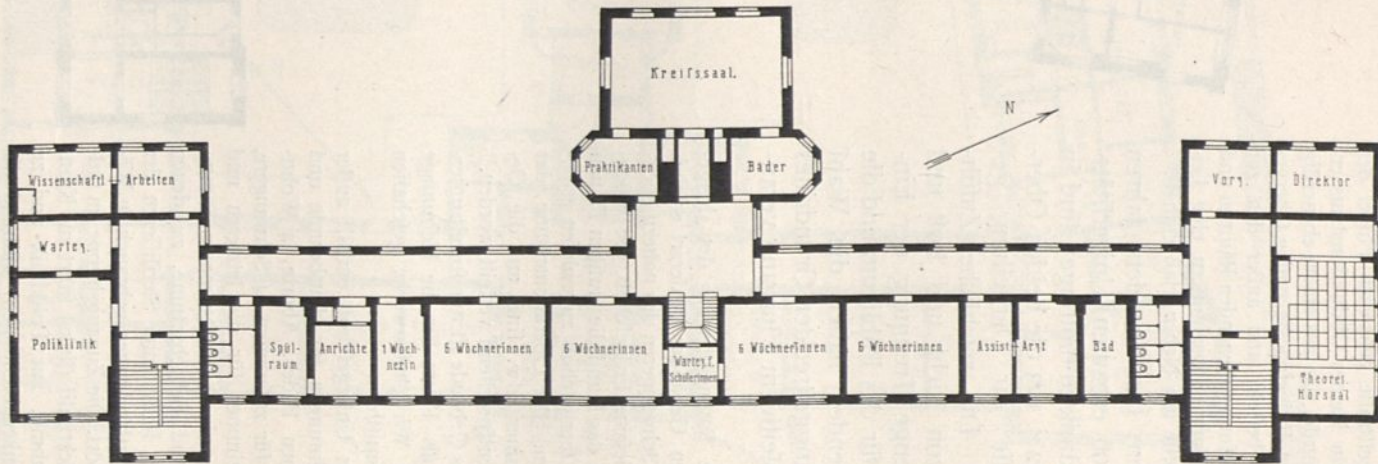 Kreißsaal.
N
Praktikanten
Bäder
Wissenschaftl
Arbeiten
Vorz.
Direktor
Wartez.
Poliklinik
Spül-
raum
Anrichte
1 Wöch-
nerin
6 Wöchnerinnen
6 Wöchnerinnen
Wartez. f.
Schülerinnen
6 Wöchnerinnen
6 Wöchnerinnen
Assist-Arzt
Bad
Theoret.
Hörsaal